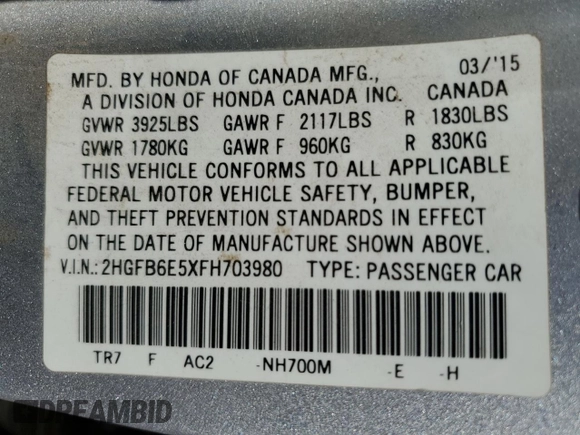 MFD. BY HONDA OF CANADA MFG., 03/'15
A DIVISION OF HONDA CANADA INC. CANADA
GVWR 3925LBS GAWR F 2117LBS R 1830LBS
GVWR 1780KG GAWR F 960KG R 830KG
THIS VEHICLE CONFORMS TO ALL APPLICABLE
FEDERAL MOTOR VEHICLE SAFETY, BUMPER,
AND THEFT PREVENTION STANDARDS IN EFFECT
ON THE DATE OF MANUFACTURE SHOWN ABOVE.
V.I.N.: 2HGFB6E5XFH703980 TYPE: PASSENGER CAR
TR7 F AC2 -NH700M -E -H
DREAMBID